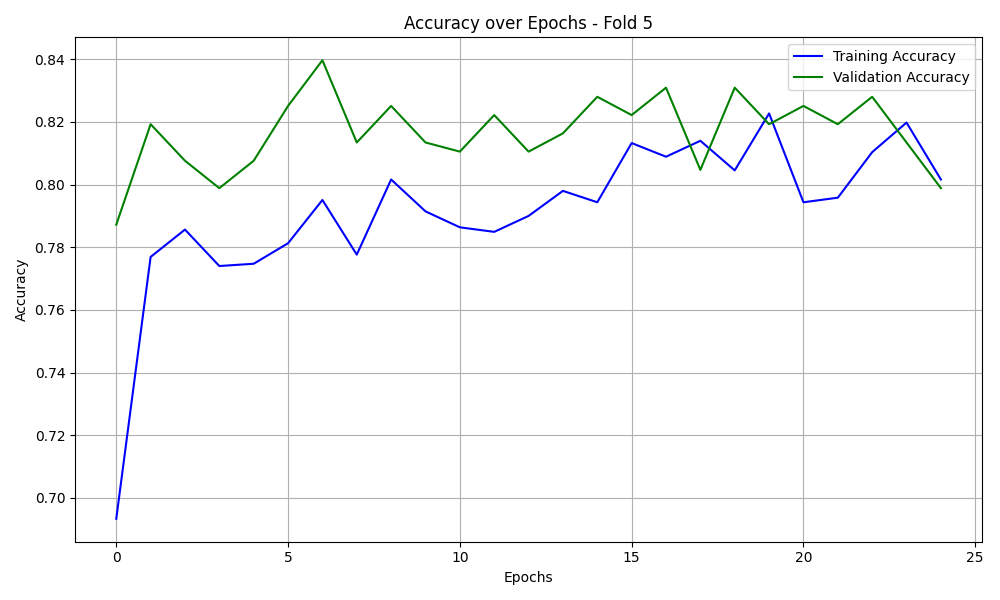 Accuracy over Epochs - Fold 5
Training Accuracy
Validation Accuracy
Accuracy
0.84
0.82
0.80
0.78
0.76
0.74
0.72
0.70
0 5 10 15 20 25
Epochs